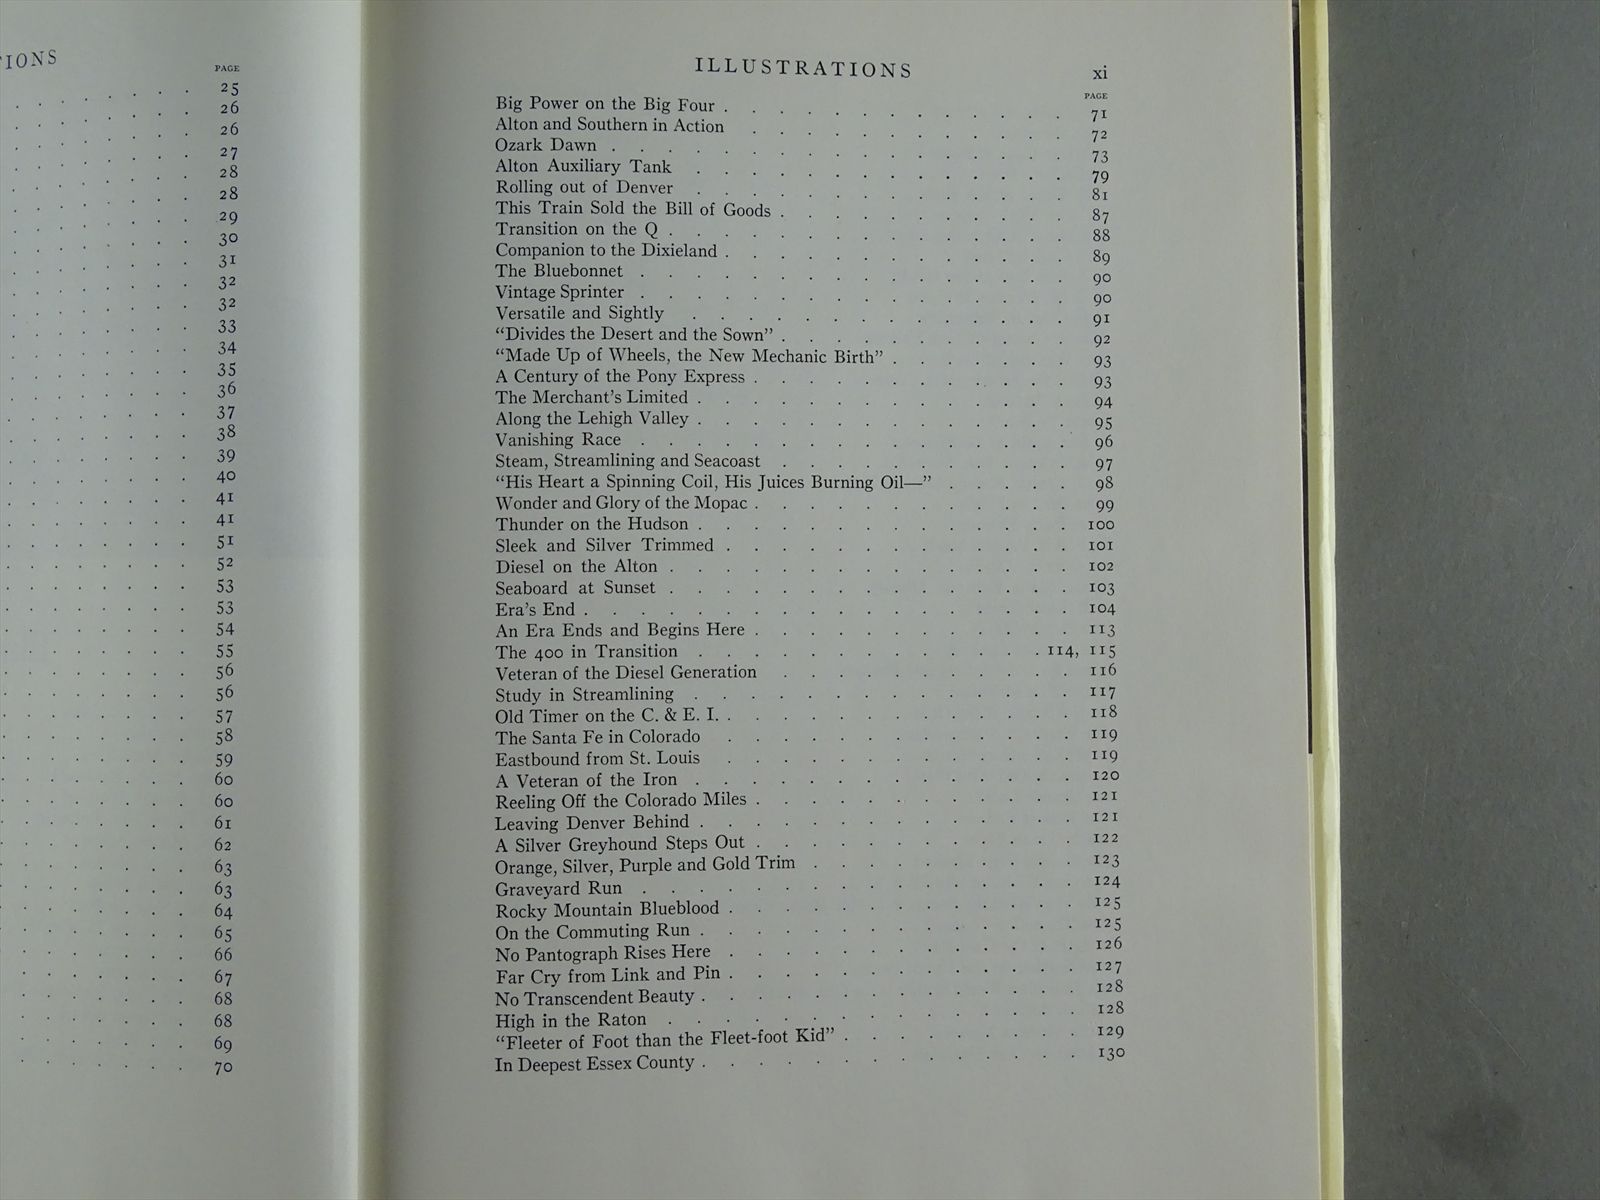 TIONS
PAGE
25
26
26
27
28
28
29
30
31
32
32
33
34
35
36
37
38
39
40
41
41
51
52
53
53
54
55
56
56
57
58
59
60
60
61
62
63
63
64
65
66
67
68
68
69
70
ILLUSTRATIONS xi
PAGE
Big Power on the Big Four . . . . . . . . . . . . . 71
Alton and Southern in Action . . . . . . . . . . . . 72
Ozark Dawn . . . . . . . . . . . . . . . . . 73
Alton Auxiliary Tank . . . . . . . . . . . . . . 79
Rolling out of Denver . . . . . . . . . . . . . . 81
This Train Sold the Bill of Goods . . . . . . . . . . . 87
Transition on the Q . . . . . . . . . . . . . . . 88
Companion to the Dixieland . . . . . . . . . . . . . 89
The Bluebonnet . . . . . . . . . . . . . . . . 90
Vintage Sprinter . . . . . . . . . . . . . . . . 90
Versatile and Sightly . . . . . . . . . . . . . . 91
“Divides the Desert and the Sown” . . . . . . . . . . . 92
“Made Up of Wheels, the New Mechanic Birth” . . . . . . . 93
A Century of the Pony Express . . . . . . . . . . . . 93
The Merchant’s Limited . . . . . . . . . . . . . . 94
Along the Lehigh Valley . . . . . . . . . . . . . . 95
Vanishing Race . . . . . . . . . . . . . . . . 96
Steam, Streamlining and Seacoast . . . . . . . . . . . 97
“His Heart a Spinning Coil, His Juices Burning Oil—” . . . . . 98
Wonder and Glory of the Mopac . . . . . . . . . . . . 99
Thunder on the Hudson . . . . . . . . . . . . . . 100
Sleek and Silver Trimmed . . . . . . . . . . . . . 101
Diesel on the Alton . . . . . . . . . . . . . . . 102
Seaboard at Sunset . . . . . . . . . . . . . . . 103
Era’s End . . . . . . . . . . . . . . . . . . 104
An Era Ends and Begins Here . . . . . . . . . . . . 113
The 400 in Transition . . . . . . . . . . . . . 114, 115
Veteran of the Diesel Generation . . . . . . . . . . . 116
Study in Streamlining . . . . . . . . . . . . . . 117
Old Timer on the C. & E. I. . . . . . . . . . . . . . 118
The Santa Fe in Colorado . . . . . . . . . . . . . 119
Eastbound from St. Louis . . . . . . . . . . . . . 119
A Veteran of the Iron . . . . . . . . . . . . . . 120
Reeling Off the Colorado Miles . . . . . . . . . . . . 121
Leaving Denver Behind . . . . . . . . . . . . . . 121
A Silver Greyhound Steps Out . . . . . . . . . . . . 122
Orange, Silver, Purple and Gold Trim . . . . . . . . . . 123
Graveyard Run . . . . . . . . . . . . . . . . 124
Rocky Mountain Blueblood . . . . . . . . . . . . . 125
On the Commuting Run . . . . . . . . . . . . . . 125
No Pantograph Rises Here . . . . . . . . . . . . . 126
Far Cry from Link and Pin . . . . . . . . . . . . . 127
No Transcendent Beauty . . . . . . . . . . . . . . 128
High in the Raton . . . . . . . . . . . . . . . 128
“Fleeter of Foot than the Fleet-foot Kid” . . . . . . . . . 129
In Deepest Essex County . . . . . . . . . . . . . . 130